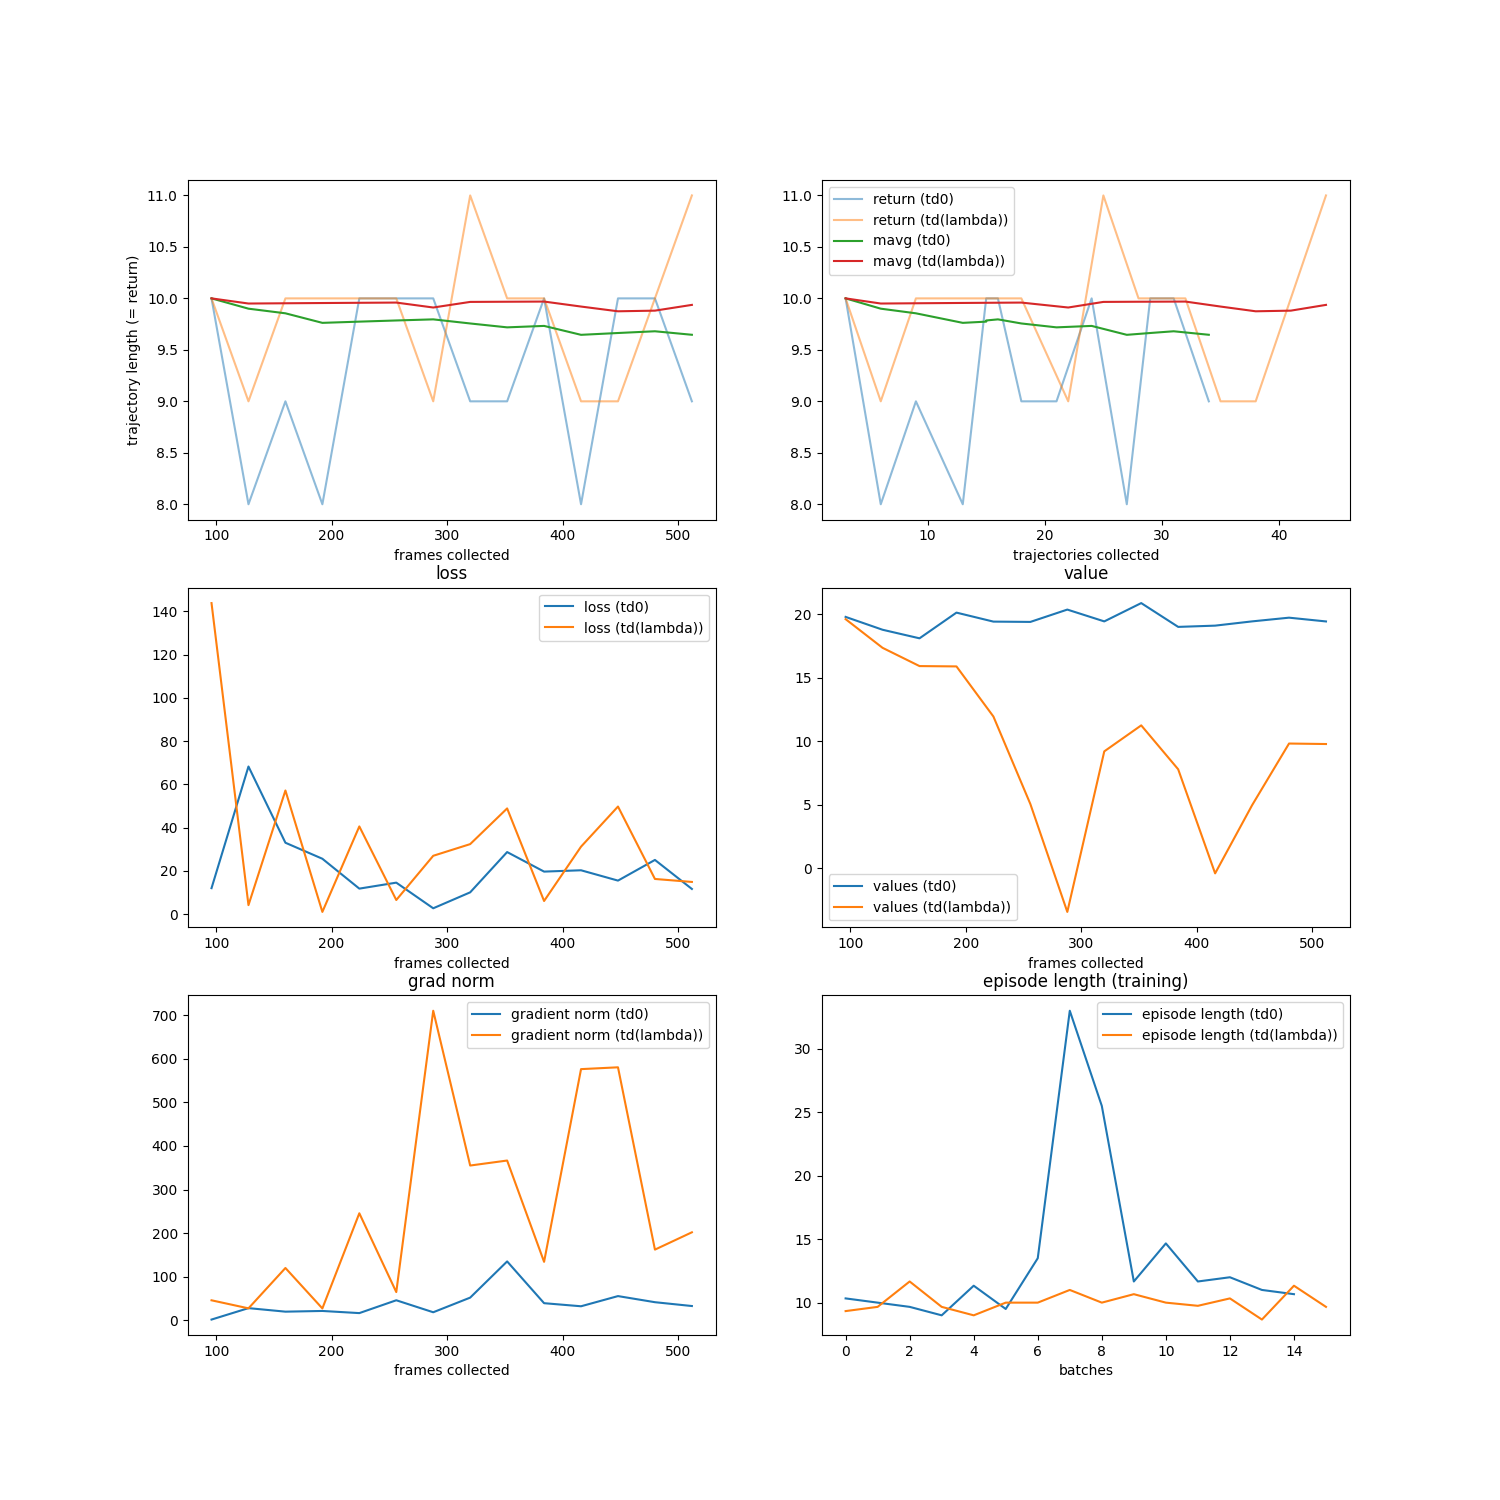 11.0
10.5
10.0
9.5
9.0
8.5
8.0
trajectory length (= return)
100 200 300 400 500
frames collected
11.0
10.5
10.0
9.5
9.0
8.5
8.0
return (td0)
return (td(lambda))
mavg (td0)
mavg (td(lambda))
10 20 30 40
trajectories collected
loss
140
120
100
80
60
40
20
0
loss (td0)
loss (td(lambda))
100 200 300 400 500
frames collected
value
20
15
10
5
0
values (td0)
values (td(lambda))
100 200 300 400 500
frames collected
grad norm
700
600
500
400
300
200
100
0
gradient norm (td0)
gradient norm (td(lambda))
100 200 300 400 500
frames collected
episode length (training)
30
25
20
15
10
episode length (td0)
episode length (td(lambda))
0 2 4 6 8 10 12 14
batches